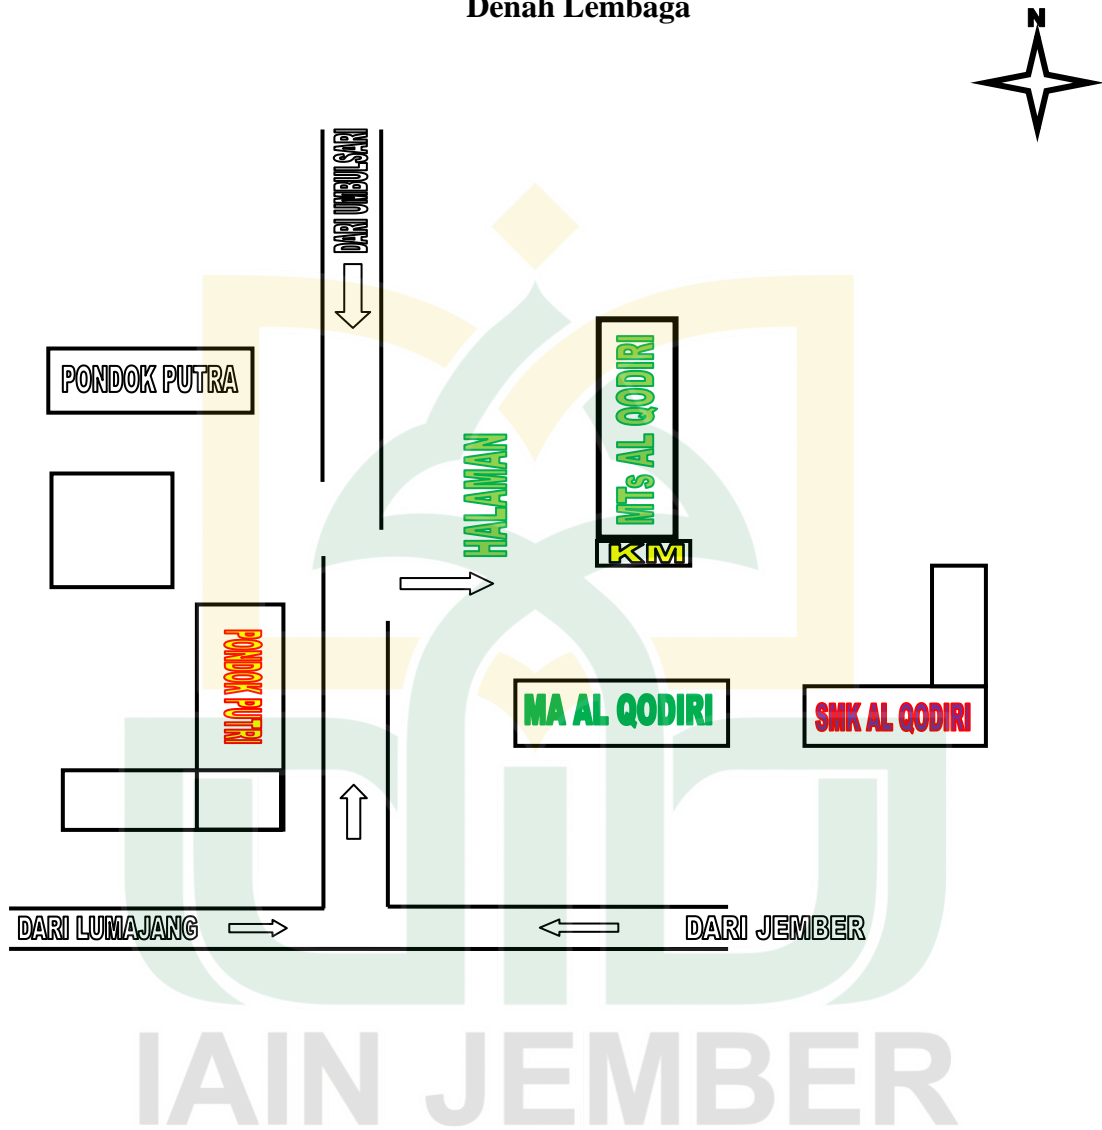 Denah Lembaga
N
DARI UMBULSARI
PONDOK PUTRA
MTs AL QODIRI
HALAMAN
KM
PONDOK PUTRI
MA AL QODIRI
SMK AL QODIRI
DARI LUMAJANG
DARI JEMBER
IAIN JEMBER